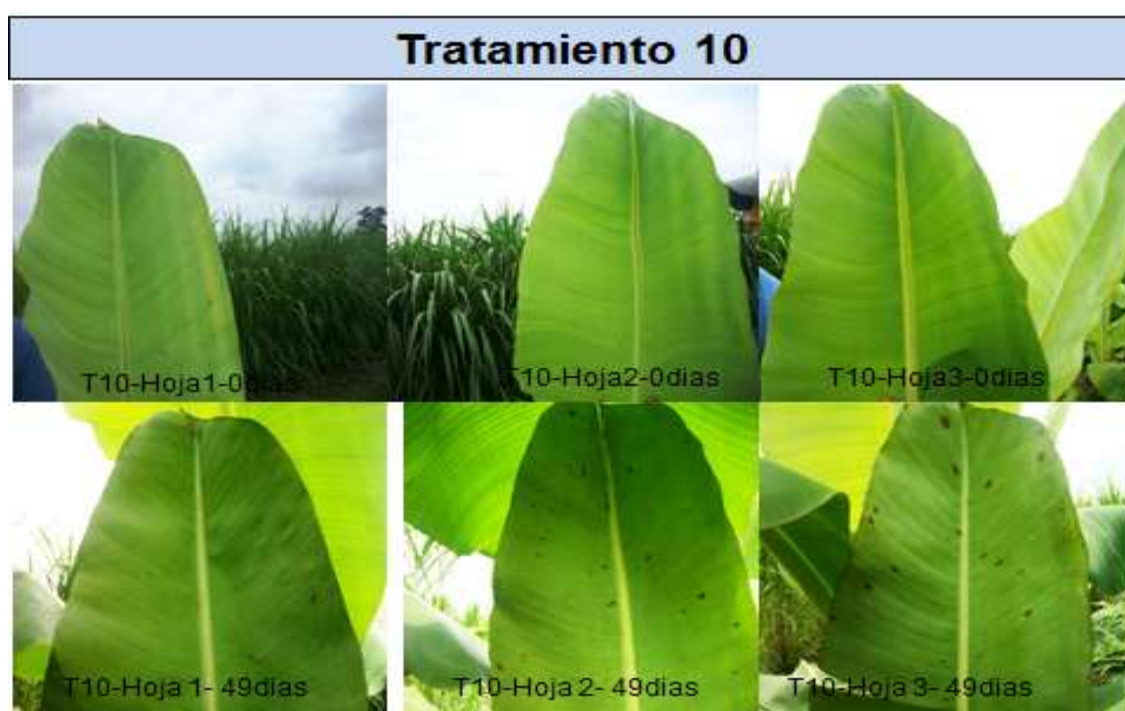 Tratamiento 10
T10-Hoja1-0dias
T10-Hoja2-0dias
T10-Hoja3-0dias
T10-Hoja 1- 49dias
T10-Hoja 2- 49dias
T10-Hoja 3- 49dias